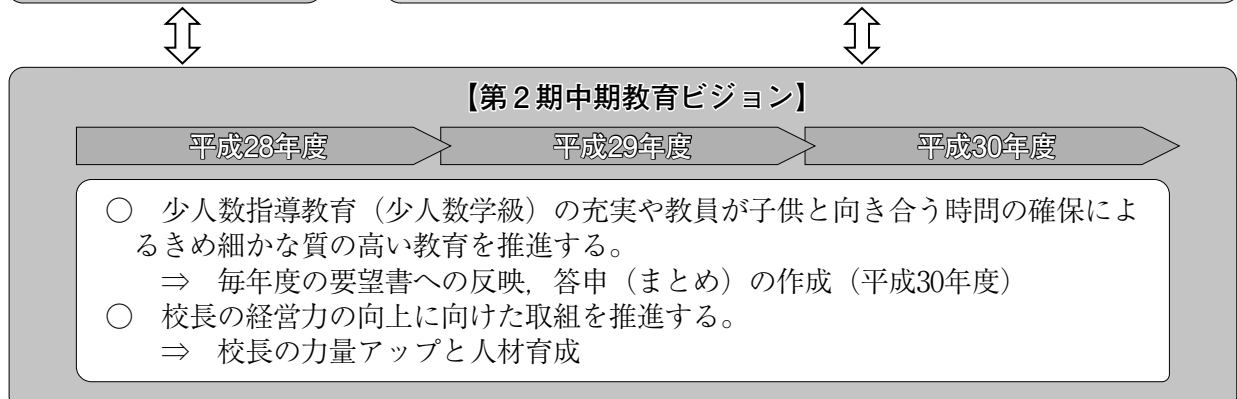 【第2期中期教育ビジョン】
平成28年度 平成29年度 平成30年度
○ 少人数指導教育（少人数学級）の充実や教員が子供と向き合う時間の確保によ
るきめ細かな質の高い教育を推進する。
⇒ 毎年度の要望書への反映，答申（まとめ）の作成（平成30年度）
○ 校長の経営力の向上に向けた取組を推進する。
⇒ 校長の力量アップと人材育成